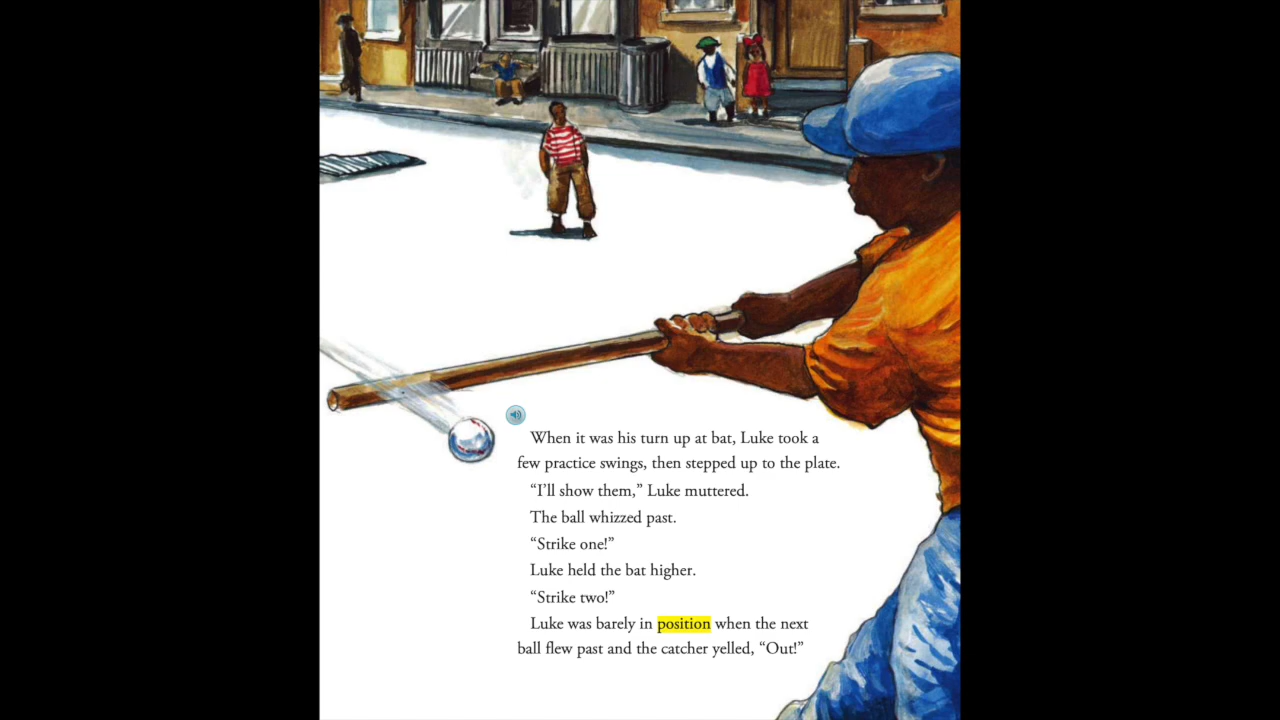 When it was his turn up at bat, Luke took a
few practice swings, then stepped up to the plate.
“I’ll show them,” Luke muttered.
The ball whizzed past.
“Strike one!”
Luke held the bat higher.
“Strike two!”
Luke was barely in position when the next
ball flew past and the catcher yelled, “Out!”